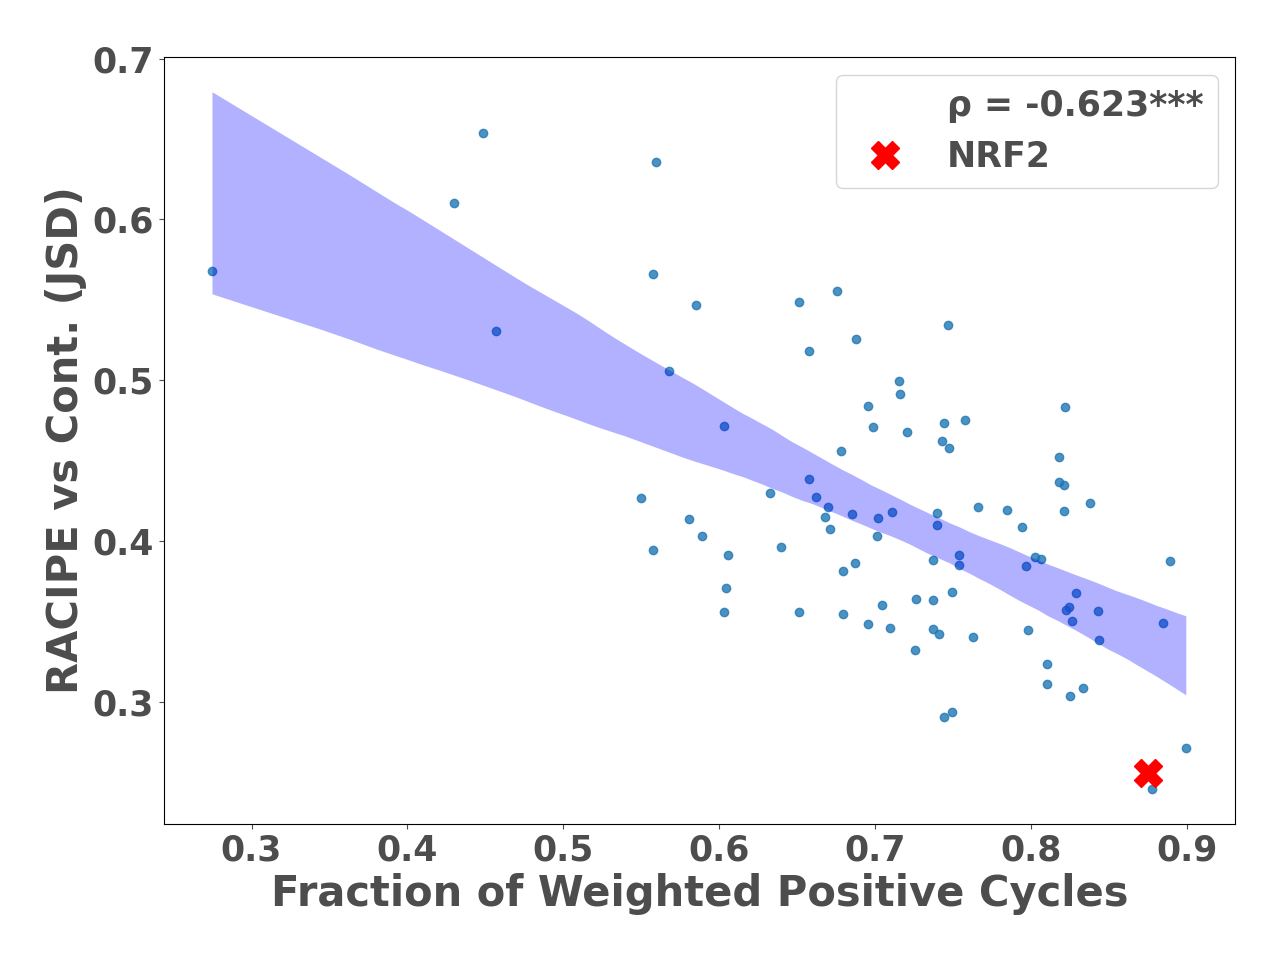 ρ = -0.623***
NRF2
RACIPE vs Cont. (JSD)
0.7
0.6
0.5
0.4
0.3
0.3 0.4 0.5 0.6 0.7 0.8 0.9
Fraction of Weighted Positive Cycles